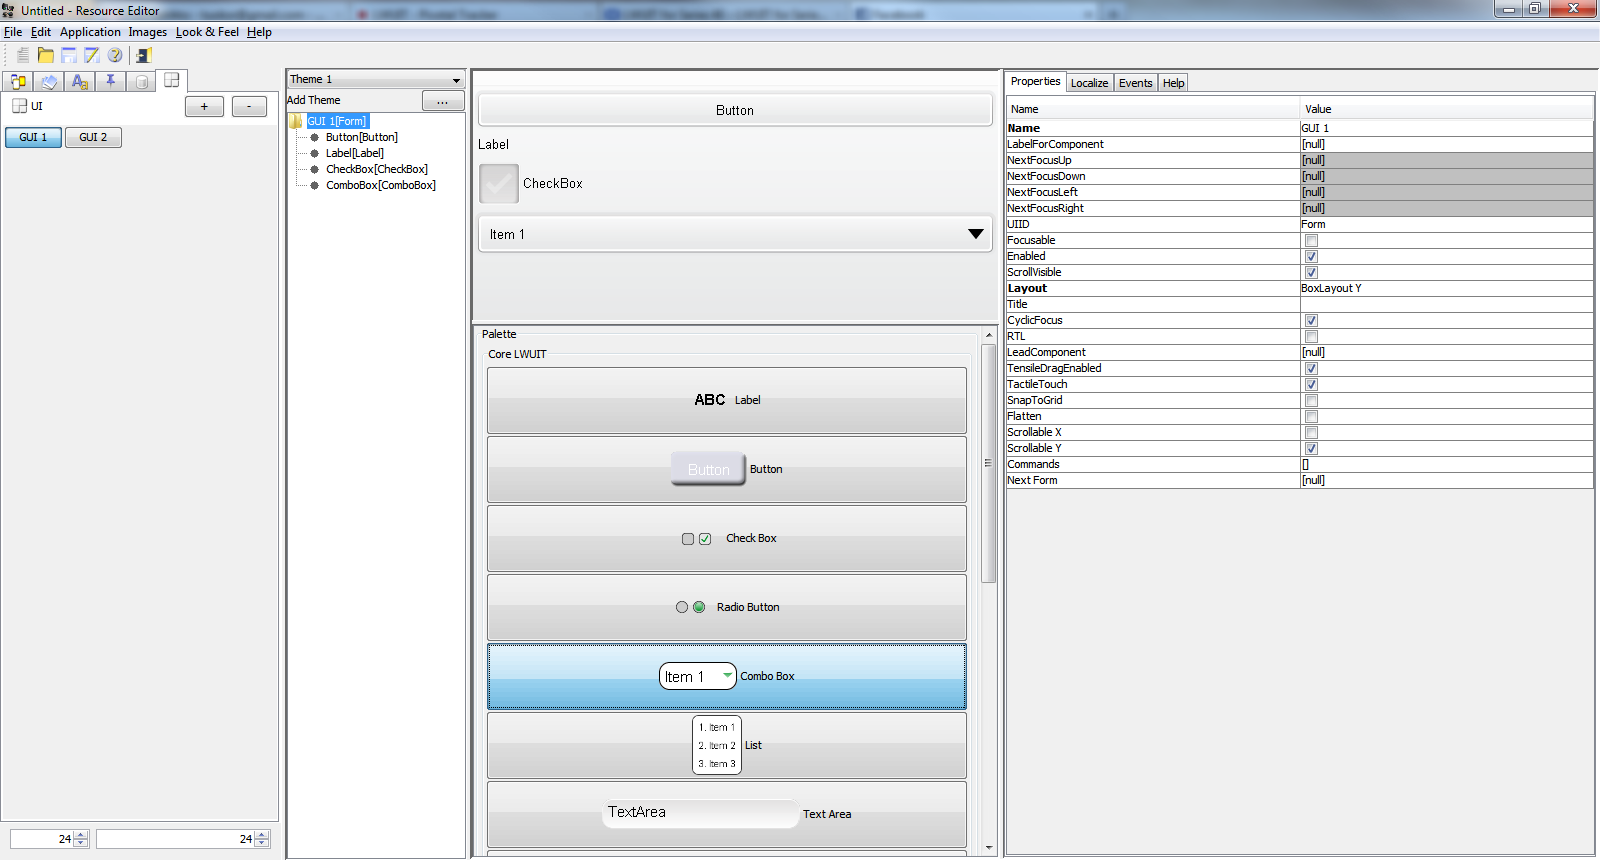 Untitled - Resource Editor
File Edit Application Images Look & Feel Help
UI
+ -
GUI 1 GUI 2
24 24
Theme 1
Add Theme ...
GUI 1[Form]
Button[Button]
Label[Label]
CheckBox[CheckBox]
ComboBox[ComboBox]
Button
Label
CheckBox
Item 1
Palette
Core LWUIT
ABC Label
Button Button
Check Box
Radio Button
Item 1 Combo Box
1. Item 1
2. Item 2 List
3. Item 3
TextArea Text Area
Properties Localize Events Help
Name Value
Name GUI 1
LabelForComponent [null]
NextFocusUp [null]
NextFocusDown [null]
NextFocusLeft [null]
NextFocusRight [null]
UIID Form
Focusable
Enabled
ScrollVisible
Layout BoxLayout Y
Title
CyclicFocus
RTL
LeadComponent [null]
TensileDragEnabled
TactileTouch
SnapToGrid
Flatten
Scrollable X
Scrollable Y
Commands []
Next Form [null]